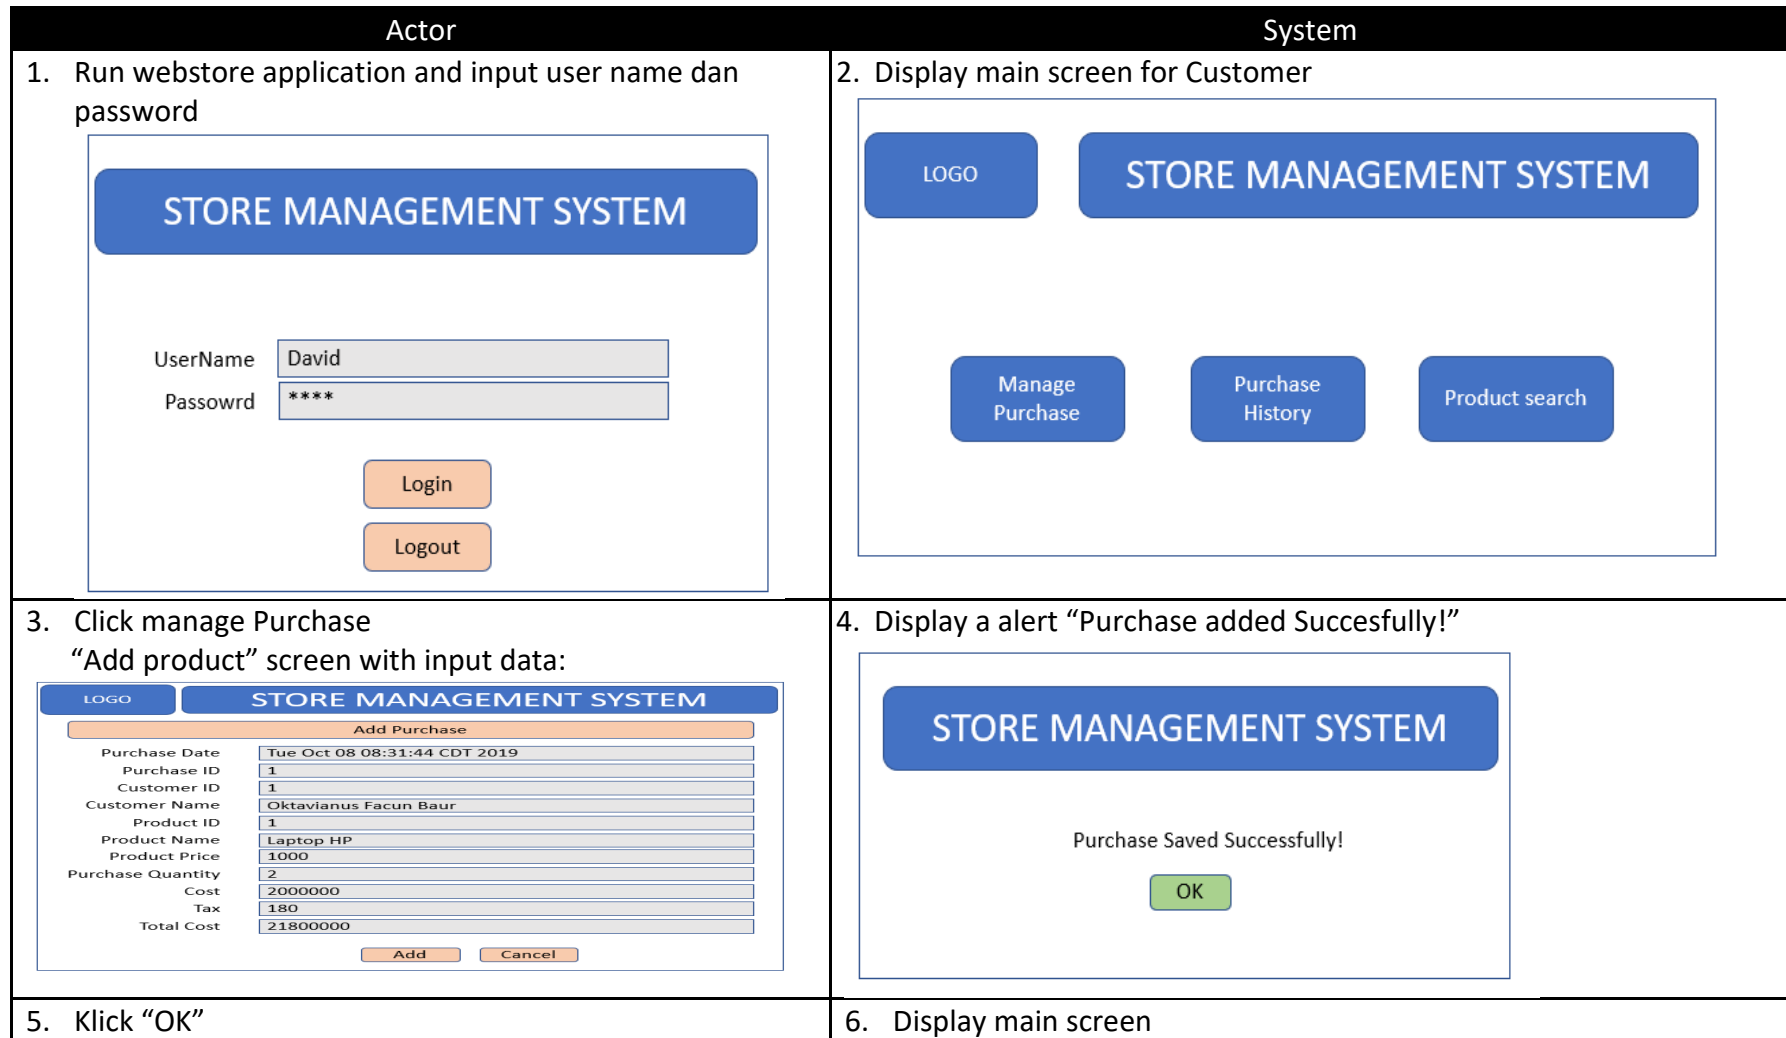 Actor
System
1. Run webstore application and input user name dan
password
STORE MANAGEMENT SYSTEM
UserName David
Passowrd ****
Login
Logout
2. Display main screen for Customer
LOGO STORE MANAGEMENT SYSTEM
Manage
Purchase
Purchase
History
Product search
3. Click manage Purchase
“Add product” screen with input data:
LOGO STORE MANAGEMENT SYSTEM
Add Purchase
Purchase Date Tue Oct 08 08:31:44 CDT 2019
Purchase ID 1
Customer ID 1
Customer Name Oktavianus Facun Baur
Product ID 1
Product Name Laptop HP
Product Price 1000
Purchase Quantity 2
Cost 2000000
Tax 180
Total Cost 21800000
Add Cancel
4. Display a alert “Purchase added Succesfully!”
STORE MANAGEMENT SYSTEM
Purchase Saved Successfully!
OK
5. Klick “OK”
6. Display main screen